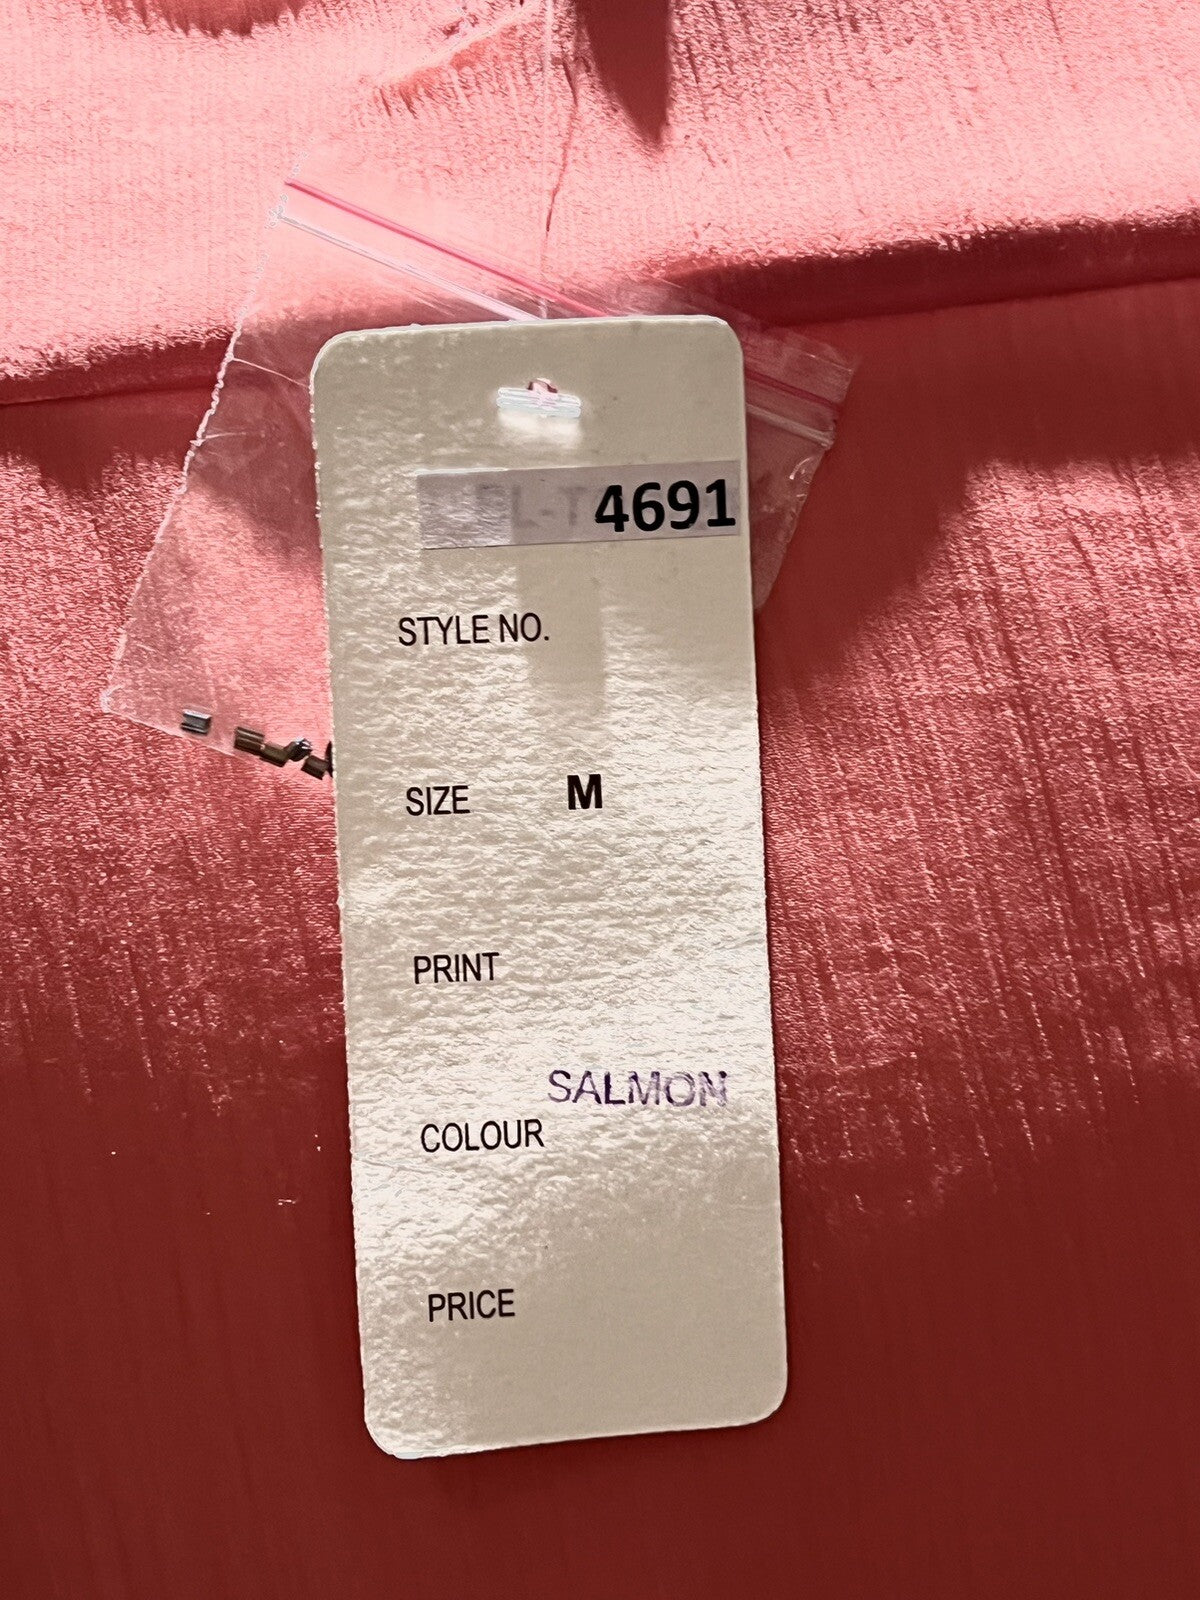 4691
STYLE NO.
SIZE M
PRINT
SALMON
COLOUR
PRICE